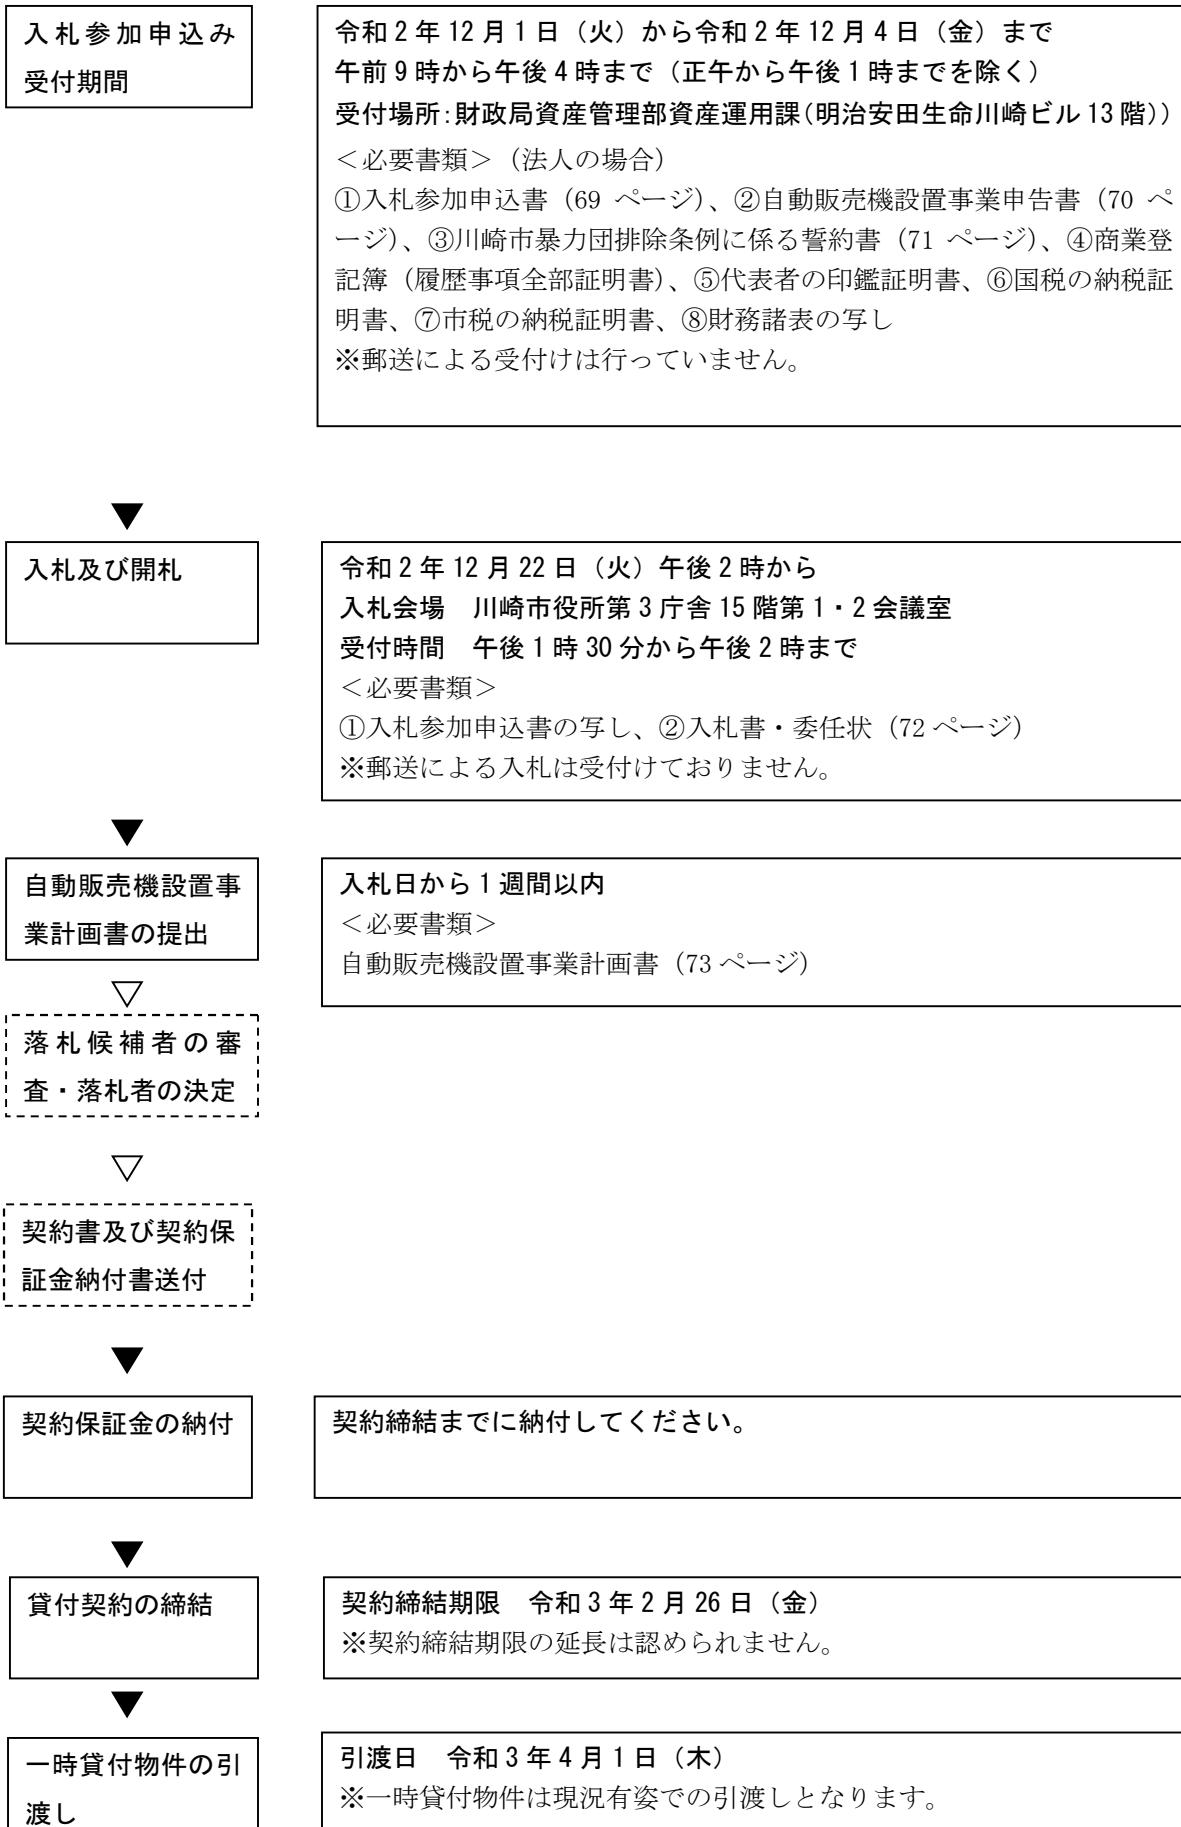 入札参加申込み
受付期間
令和2年12月1日（火）から令和2年12月4日（金）まで
午前9時から午後4時まで（正午から午後1時までを除く）
受付場所：財政局資産管理部資産運用課（明治安田生命川崎ビル13階））
＜必要書類＞（法人の場合）
①入札参加申込書（69 ページ）、②自動販売機設置事業申告書（70 ペ
ージ）、③川崎市暴力団排除条例に係る誓約書（71 ページ）、④商業登
記簿（履歴事項全部証明書）、⑤代表者の印鑑証明書、⑥国税の納税証
明書、⑦市税の納税証明書、⑧財務諸表の写し
※郵送による受付けは行っていません。
▼
入札及び開札
令和2年12月22日（火）午後2時から
入札会場　川崎市役所第3庁舎15階第1・2会議室
受付時間　午後1時30分から午後2時まで
＜必要書類＞
①入札参加申込書の写し、②入札書・委任状（72ページ）
※郵送による入札は受付けておりません。
▼
自動販売機設置事
業計画書の提出
入札日から1週間以内
＜必要書類＞
自動販売機設置事業計画書（73ページ）
▽
落札候補者の審
査・落札者の決定
▽
契約書及び契約保
証金納付書送付
▼
契約保証金の納付
契約締結までに納付してください。
▼
貸付契約の締結
契約締結期限　令和3年2月26日（金）
※契約締結期限の延長は認められません。
▼
一時貸付物件の引
渡し
引渡日　令和3年4月1日（木）
※一時貸付物件は現況有姿での引渡しとなります。